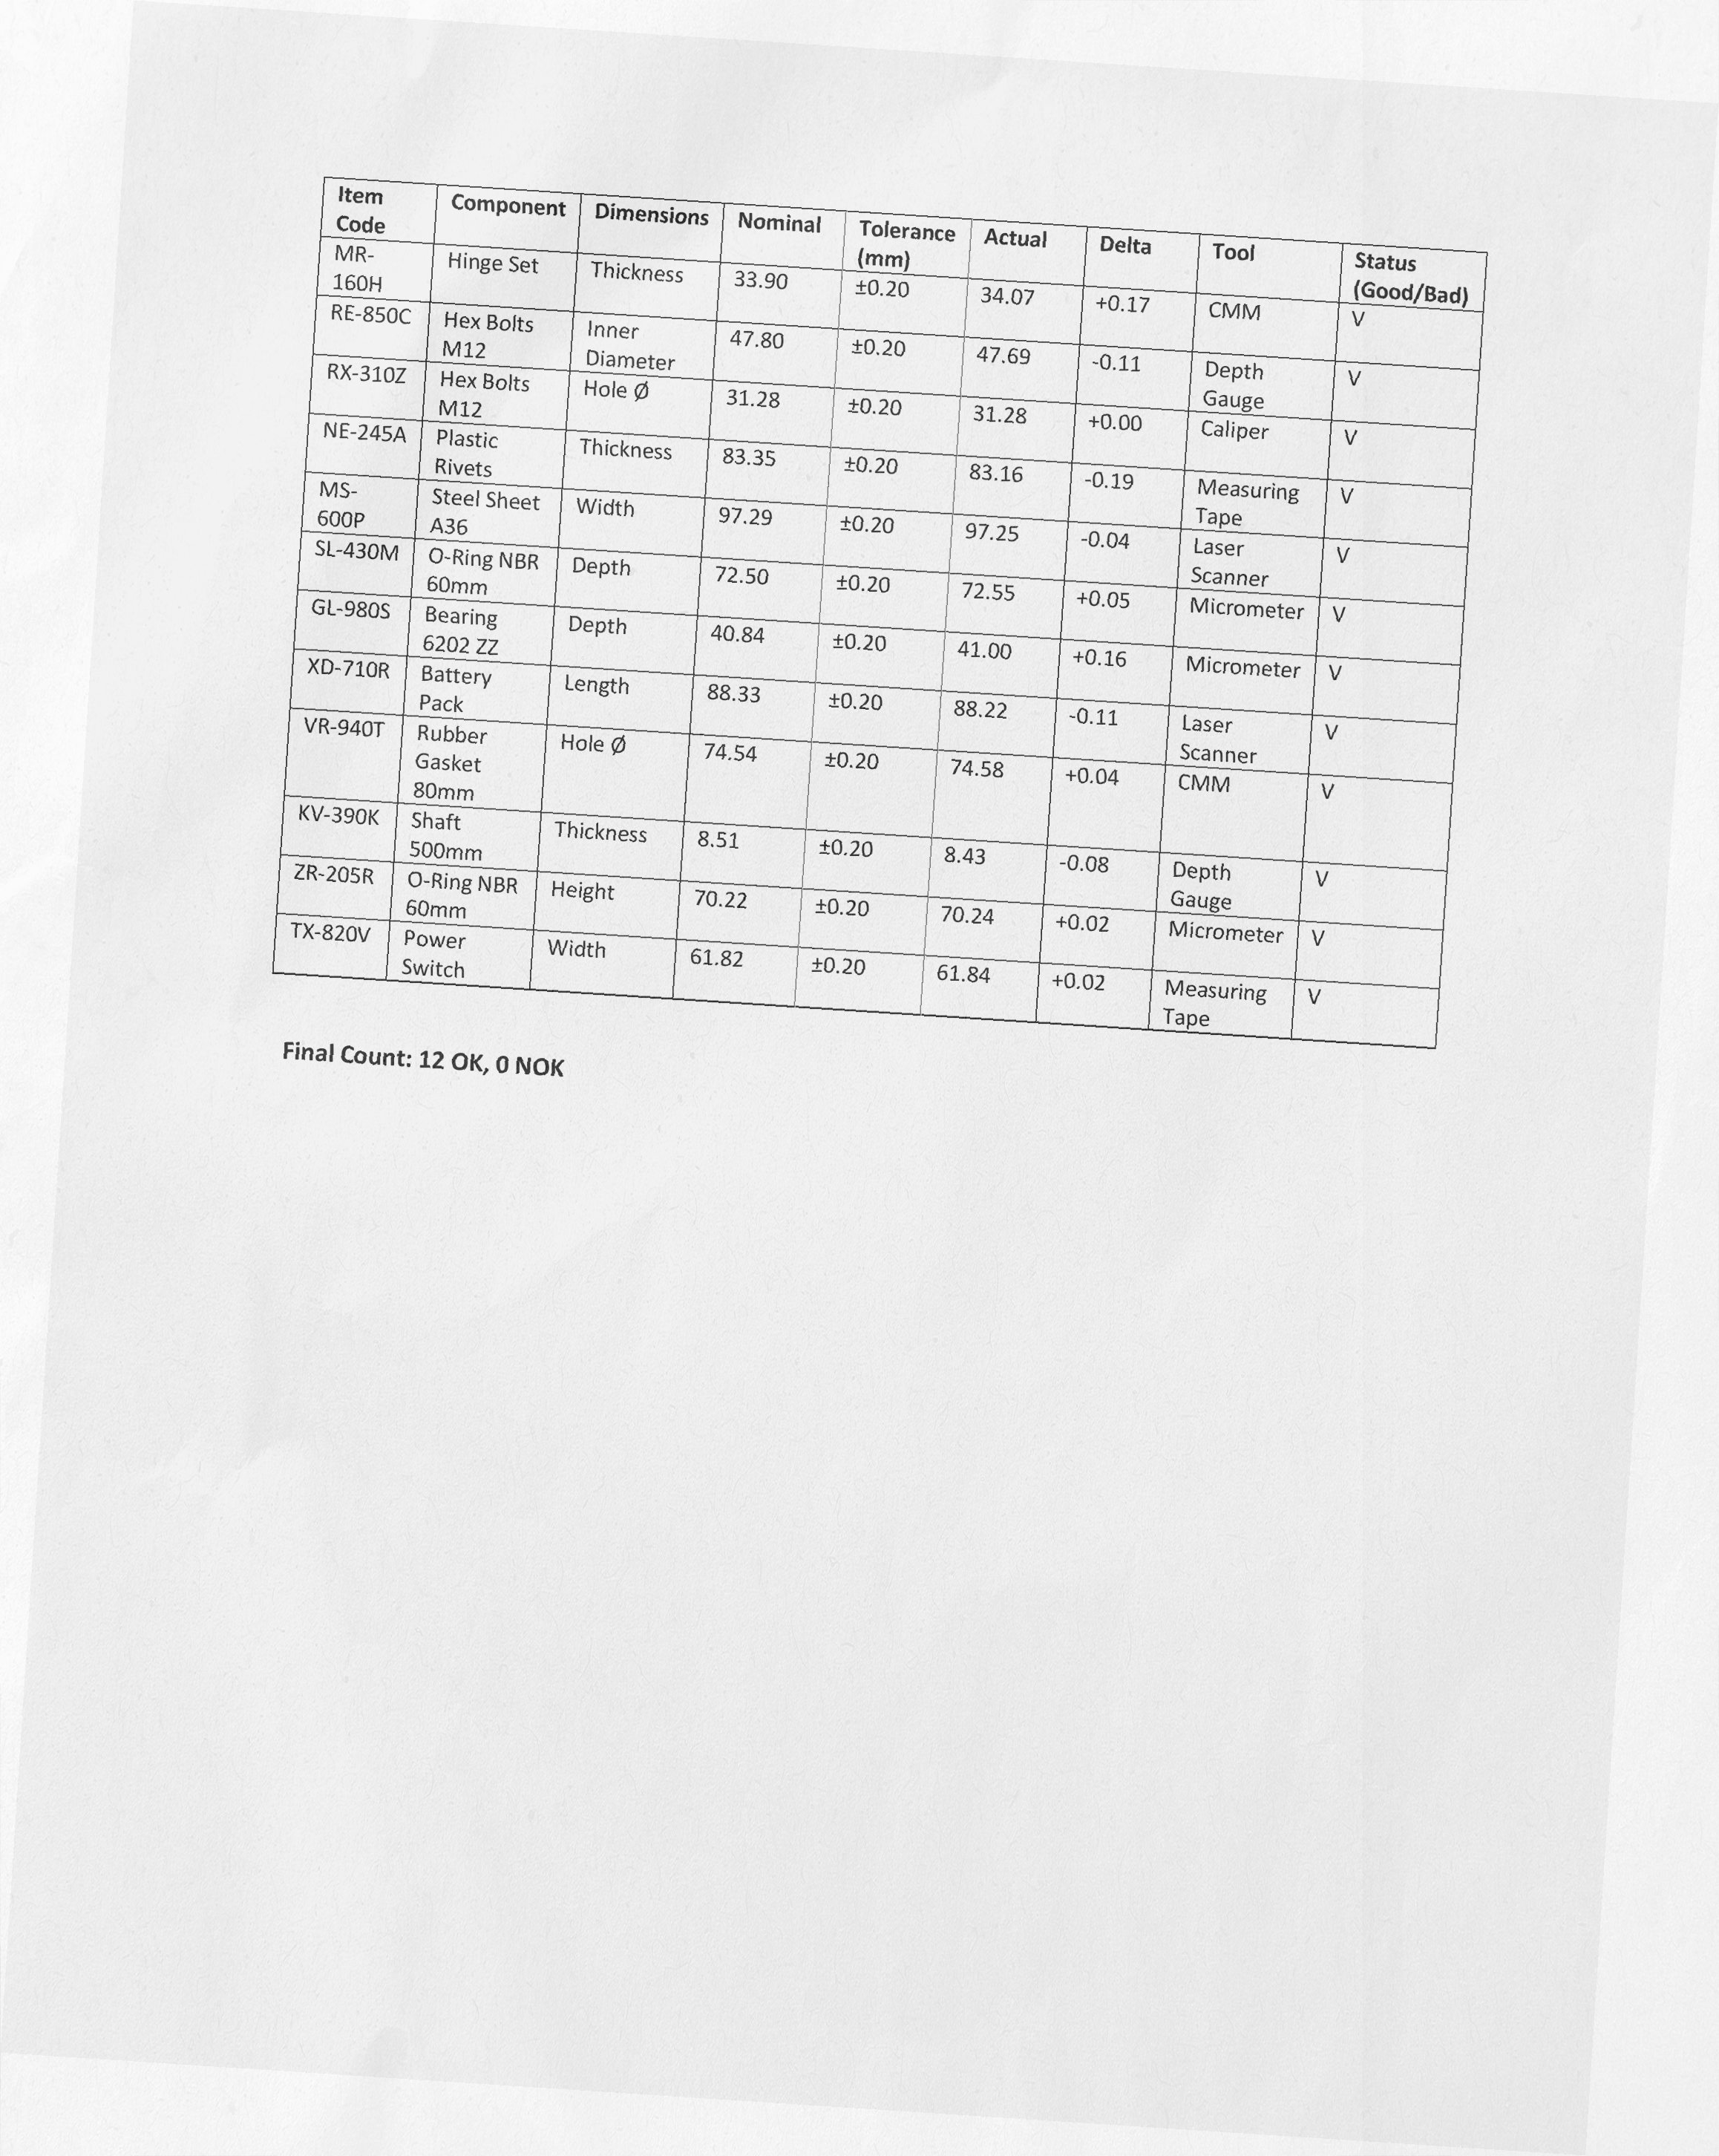 Item Code Component Dimensions Nominal Tolerance (mm) Actual Delta Tool Status (Good/Bad)
MR-160H Hinge Set Thickness 33.90 ±0.20 34.07 +0.17 CMM V
RE-850C Hex Bolts M12 Inner Diameter 47.80 ±0.20 47.69 -0.11 Depth Gauge V
RX-310Z Hex Bolts M12 Hole Ø 31.28 ±0.20 31.28 +0.00 Caliper V
NE-245A Plastic Rivets Thickness 83.35 ±0.20 83.16 -0.19 Measuring Tape V
MS-600P Steel Sheet A36 Width 97.29 ±0.20 97.25 -0.04 Laser Scanner V
SL-430M O-Ring NBR 60mm Depth 72.50 ±0.20 72.55 +0.05 Micrometer V
GL-980S Bearing 6202 ZZ Depth 40.84 ±0.20 41.00 +0.16 Micrometer V
XD-710R Battery Pack Length 88.33 ±0.20 88.22 -0.11 Laser Scanner V
VR-940T Rubber Gasket 80mm Hole Ø 74.54 ±0.20 74.58 +0.04 CMM V
KV-390K Shaft 500mm Thickness 8.51 ±0.20 8.43 -0.08 Depth Gauge V
ZR-205R O-Ring NBR 60mm Height 70.22 ±0.20 70.24 +0.02 Micrometer V
TX-820V Power Switch Width 61.82 ±0.20 61.84 +0.02 Measuring Tape V
Final Count: 12 OK, 0 NOK